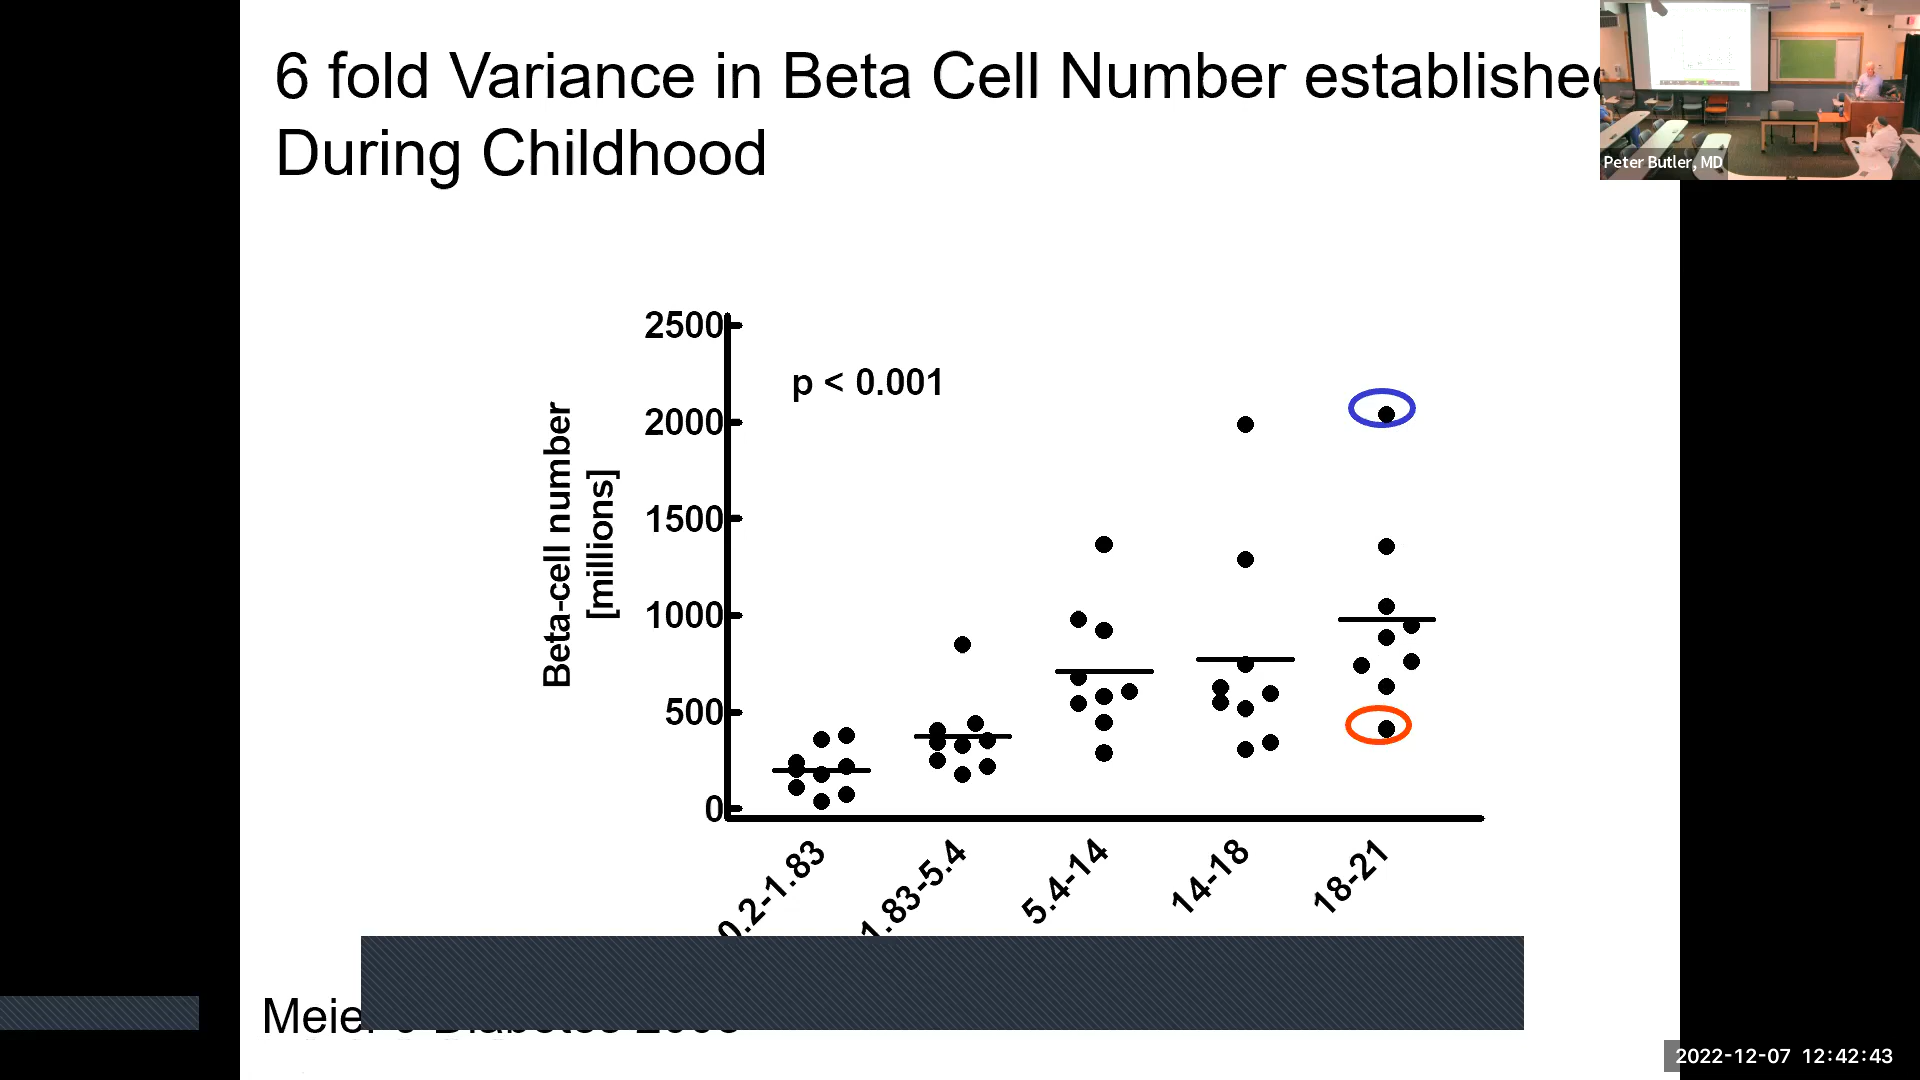 6 fold Variance in Beta Cell Number established
During Childhood
Peter Butler, MD
2500
2000
1500
1000
500
0
p < 0.001
Beta-cell number
[millions]
0.2-1.83
1.83-5.4
5.4-14
14-18
18-21
Meier
2022-12-07 12:42:43